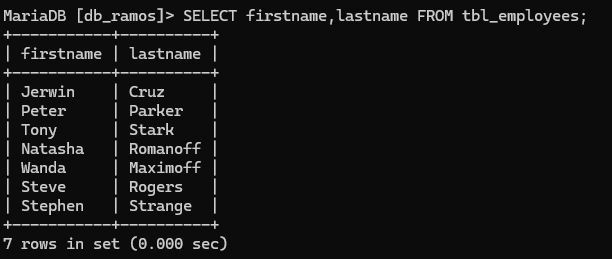 MariaDB [db_ramos]> SELECT firstname,lastname FROM tbl_employees;
+-----------+----------+
| firstname | lastname |
+-----------+----------+
| Jerwin    | Cruz     |
| Peter     | Parker   |
| Tony      | Stark    |
| Natasha   | Romanoff |
| Wanda     | Maximoff |
| Steve     | Rogers   |
| Stephen   | Strange  |
+-----------+----------+
7 rows in set (0.000 sec)